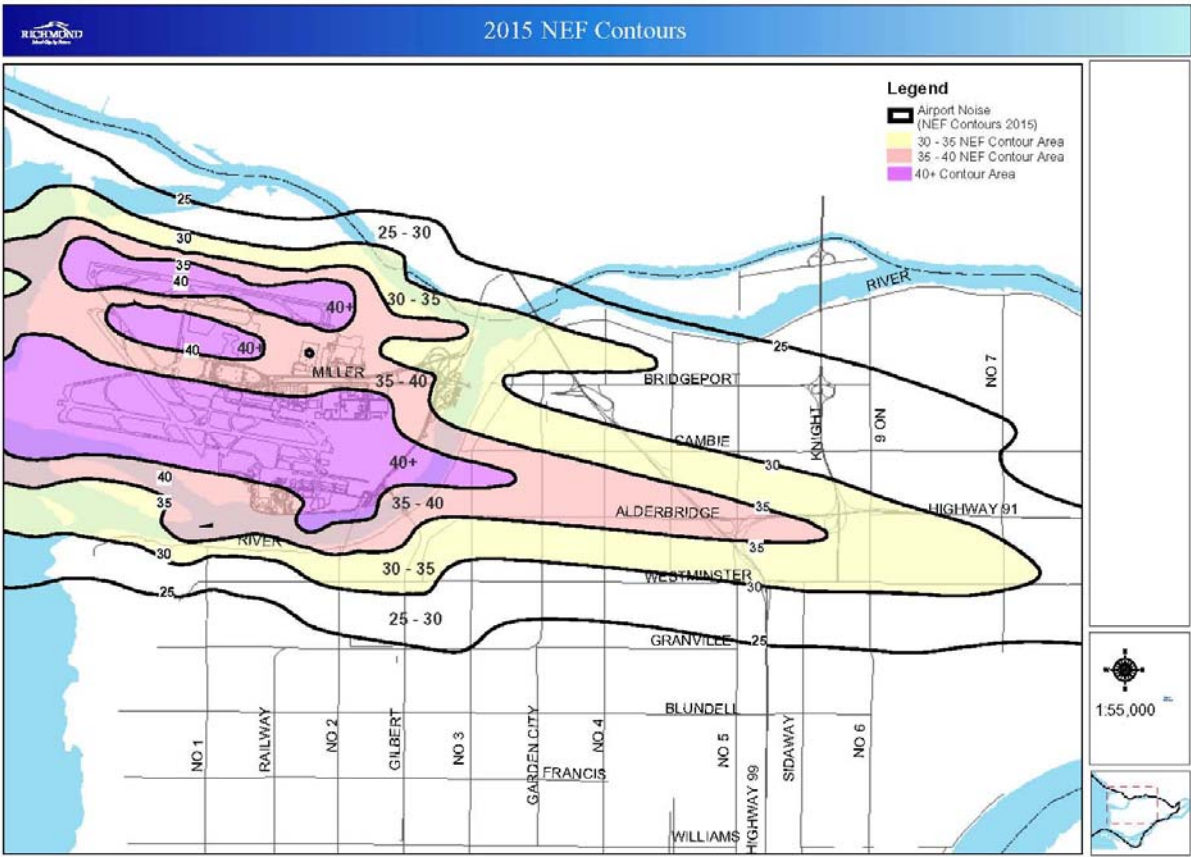 RICHMOND
2015 NEF Contours
Legend
Airport Noise
(NEF Contours 2015)
30 - 35 NEF Contour Area
35 - 40 NEF Contour Area
40+ Contour Area
25
25 - 30
30
35
40
30 - 35
40+
RIVER
40
40+
MILLER
35 - 40
25
BRIDGEPORT
NO 7
KNIGHT
NO 6
CAMBIE
30
40+
40
35
35 - 40
ALDERBRIDGE
35
HIGHWAY 91
RIVER
35
30
30 - 35
WESTMINSTER
30
25
25 - 30
GRANVILLE
25
BLUNDELL
NO 1
RAILWAY
NO 2
GILBERT
NO 3
GARDEN CITY
NO 4
NO 5
HIGHWAY 99
SIDAWAY
NO 6
FRANCIS
WILLIAMS
1:55,000